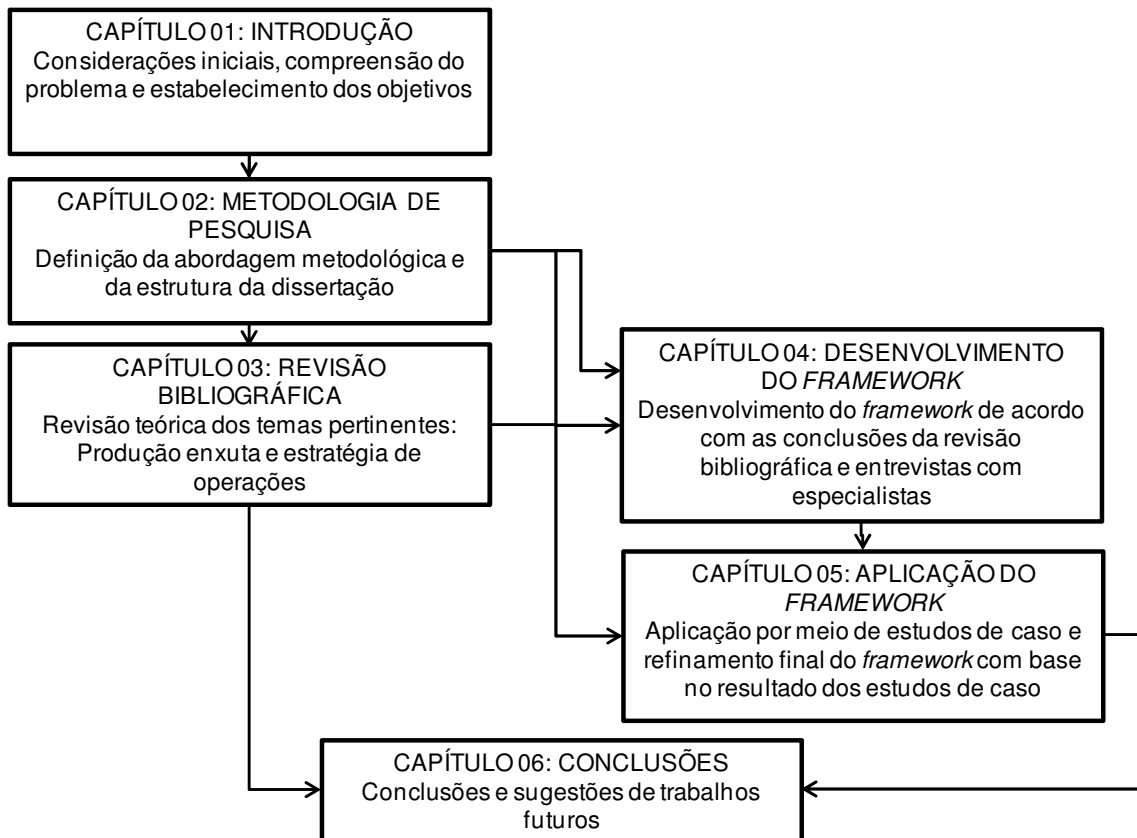 CAPÍTULO 01: INTRODUÇÃO
Considerações iniciais, compreensão do
problema e estabelecimento dos objetivos
CAPÍTULO 02: METODOLOGIA DE
PESQUISA
Definição da abordagem metodológica e
da estrutura da dissertação
CAPÍTULO 03: REVISÃO
BIBLIOGRÁFICA
Revisão teórica dos temas pertinentes:
Produção enxuta e estratégia de
operações
CAPÍTULO 04: DESENVOLVIMENTO
DO FRAMEWORK
Desenvolvimento do framework de acordo
com as conclusões da revisão
bibliográfica e entrevistas com
especialistas
CAPÍTULO 05: APLICAÇÃO DO
FRAMEWORK
Aplicação por meio de estudos de caso e
refinamento final do framework com base
no resultado dos estudos de caso
CAPÍTULO 06: CONCLUSÕES
Conclusões e sugestões de trabalhos
futuros